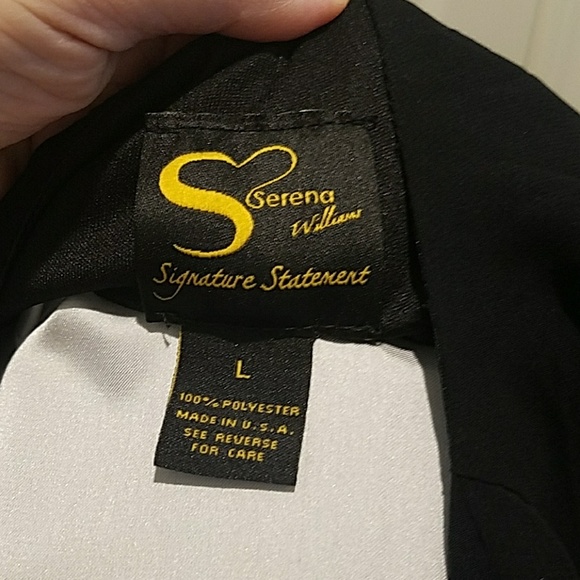 Serena
Williams
Signature Statement
L
100% POLYESTER
MADE IN U.S.A.
SEE REVERSE
FOR CARE